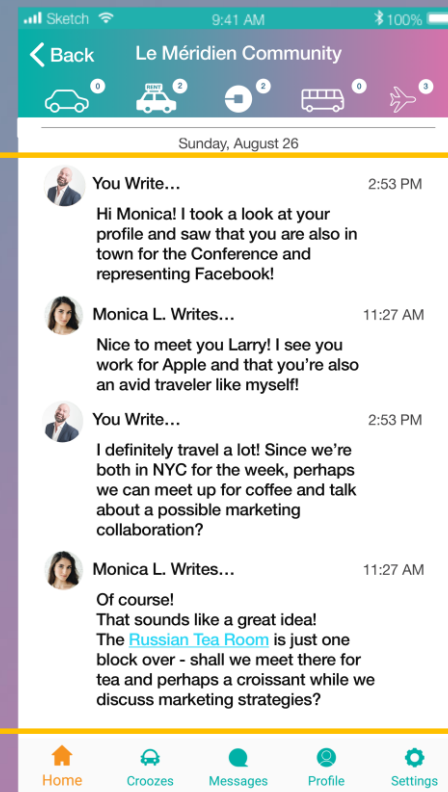 Sketch 9:41 AM 100%
Back Le Méridien Community
0 RENT 2 2 0 3
Sunday, August 26
You Write... 2:53 PM
Hi Monica! I took a look at your
profile and saw that you are also in
town for the Conference and
representing Facebook!
Monica L. Writes... 11:27 AM
Nice to meet you Larry! I see you
work for Apple and that you're also
an avid traveler like myself!
You Write... 2:53 PM
I definitely travel a lot! Since we're
both in NYC for the week, perhaps
we can meet up for coffee and talk
about a possible marketing
collaboration?
Monica L. Writes... 11:27 AM
Of course!
That sounds like a great idea!
The Russian Tea Room is just one
block over - shall we meet there for
tea and perhaps a croissant while we
discuss marketing strategies?
Home Croozes Messages Profile Settings